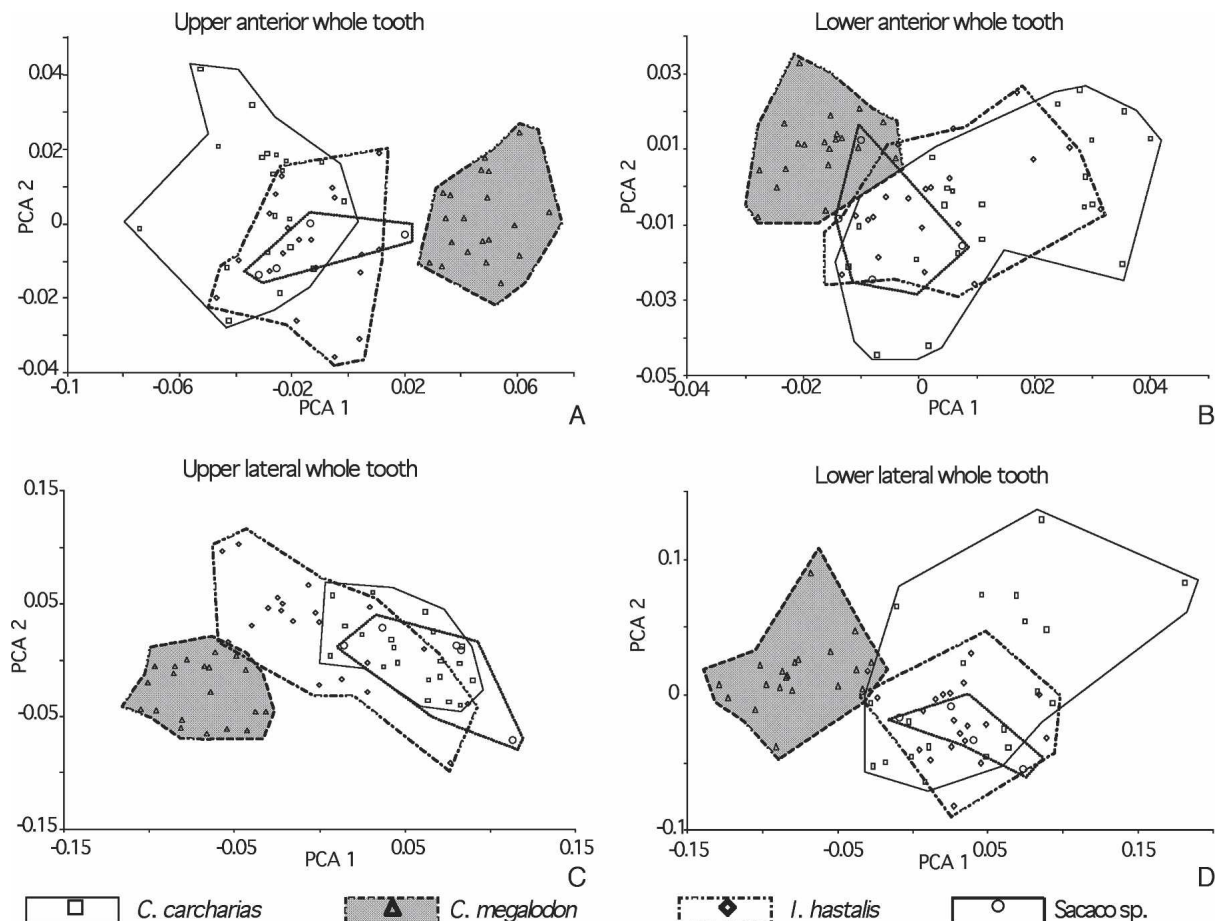 Upper anterior whole tooth
Lower anterior whole tooth
0.04
0.02
0
-0.02
-0.04
PCA 2
-0.1
-0.06
-0.02
0.02
0.06
PCA 1
A
0.03
0.01
-0.01
-0.03
-0.05
PCA 2
-0.04
-0.02
0
0.02
0.04
PCA 1
B
Upper lateral whole tooth
Lower lateral whole tooth
0.15
0.05
-0.05
-0.15
PCA 2
-0.15
-0.05
0.05
0.15
PCA 1
C
0.1
0
-0.1
PCA 2
-0.15
-0.05
0.05
0.15
PCA 1
D
C. carcharias
C. megalodon
I. hastalis
Sacaco sp.